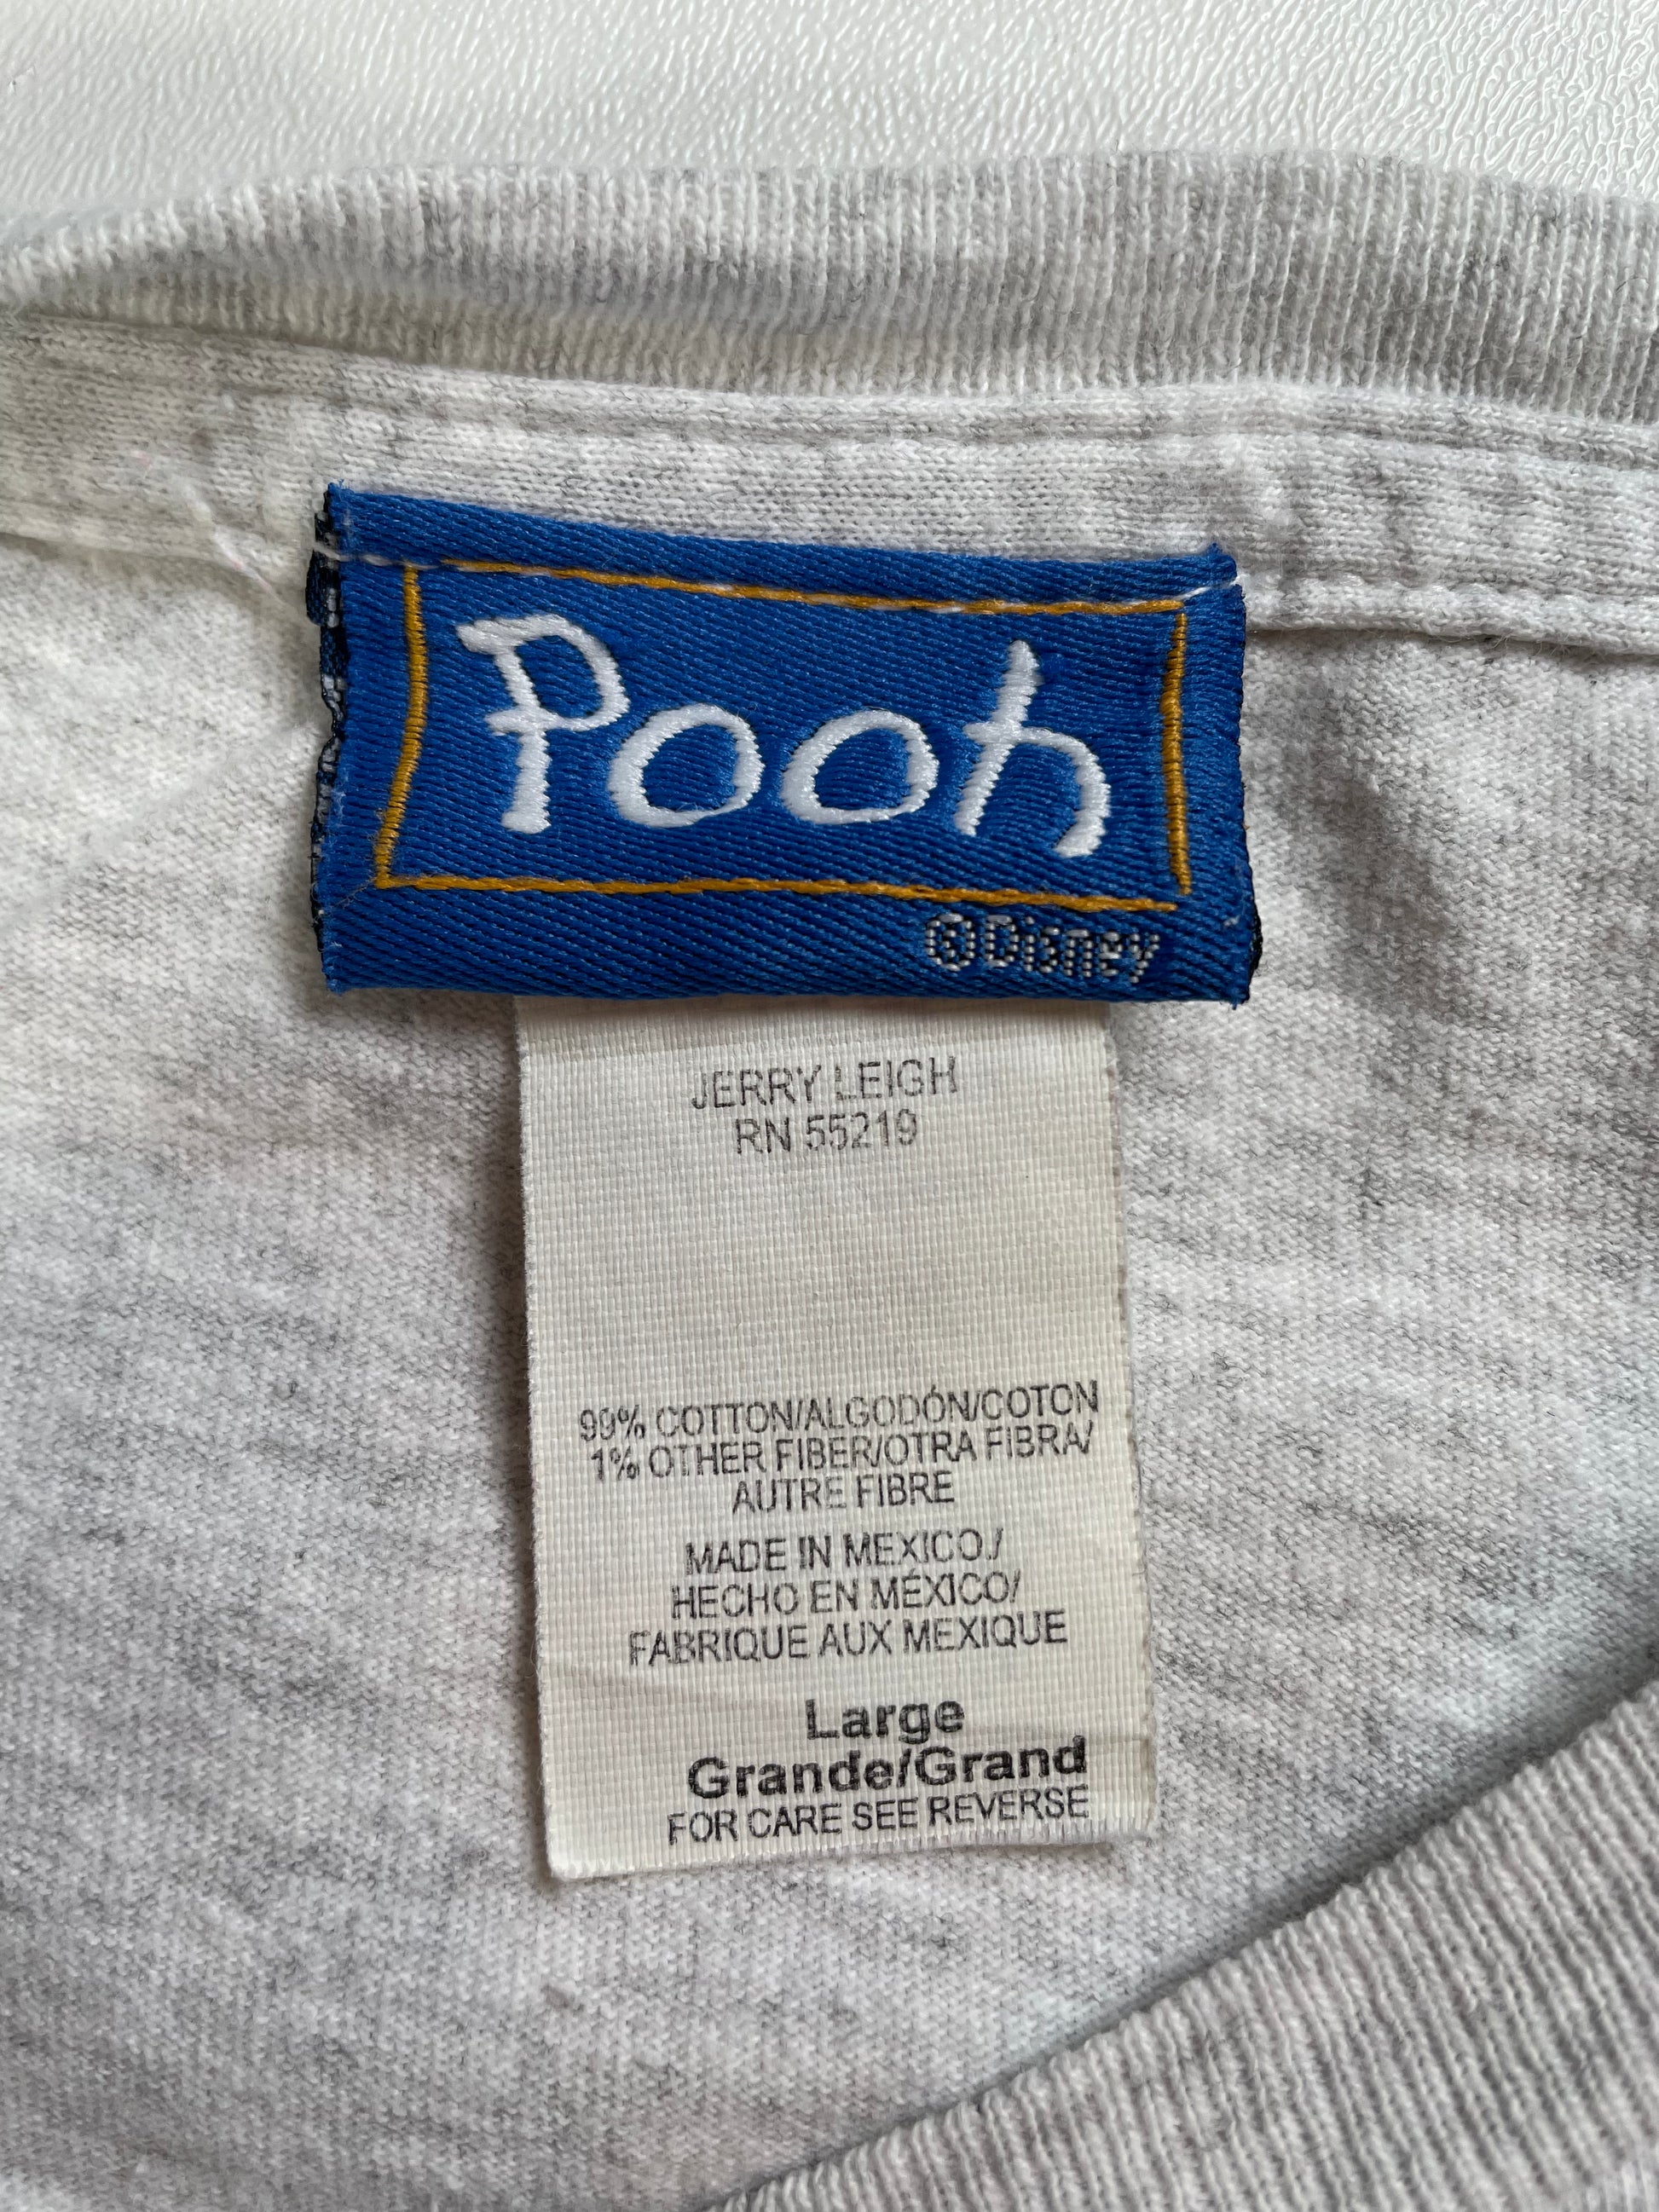 Pooh
©Disney
JERRY LEIGH
RN 55219
99% COTTON/ALGODÓN/COTON
1% OTHER FIBER/OTRA FIBRA/
AUTRE FIBRE
MADE IN MEXICO./
HECHO EN MÉXICO/
FABRIQUE AUX MEXIQUE
Large
Grande/Grand
FOR CARE SEE REVERSE